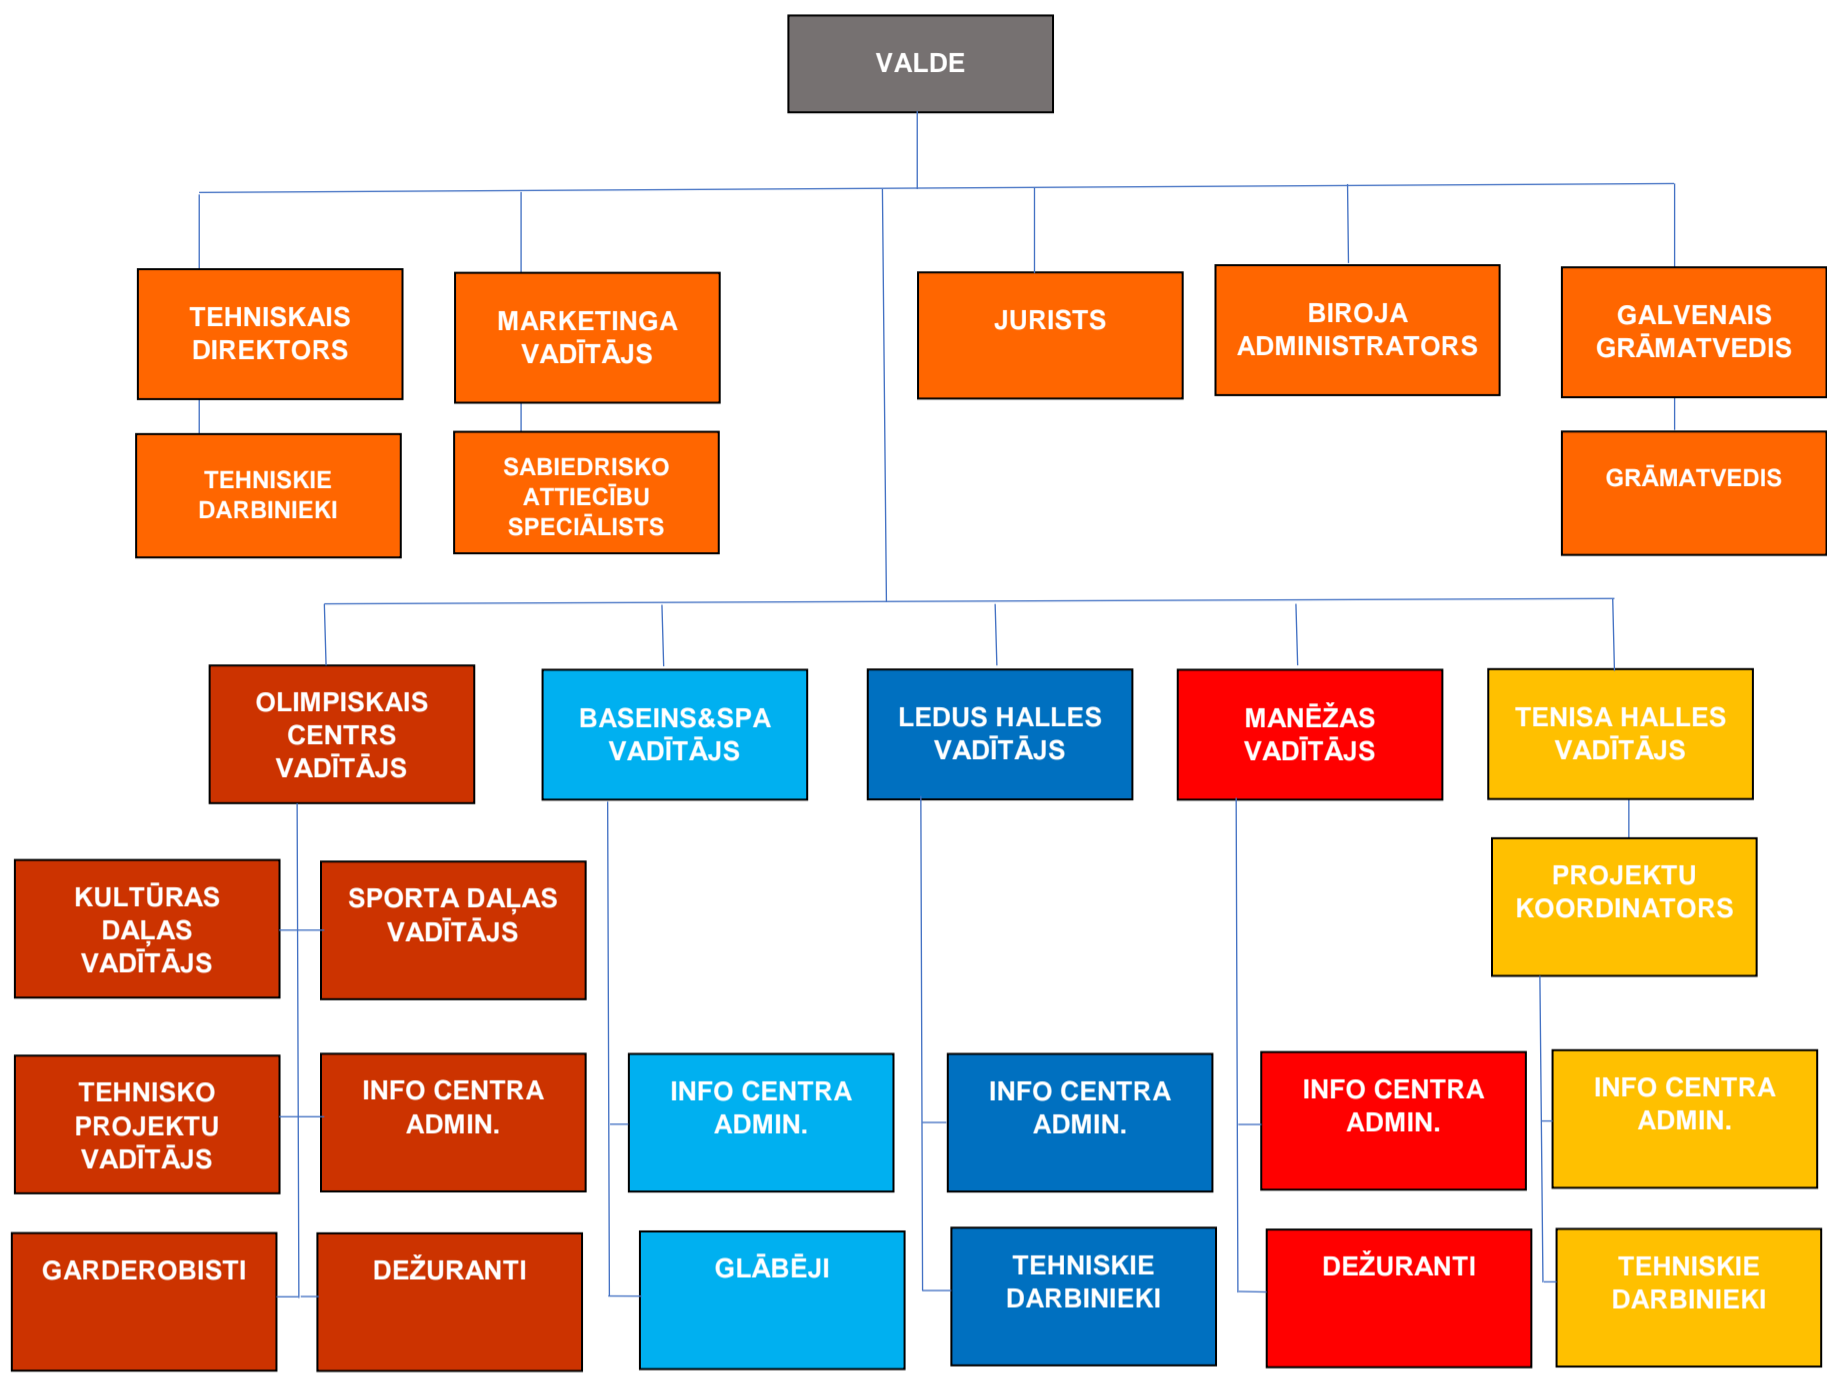 VALDE
TEHNISKAIS
DIREKTORS
MARKETINGA
VADĪTĀJS
JURISTS
BIROJA
ADMINISTRATORS
GALVENAIS
GRĀMATVEDIS
TEHNISKIE
DARBINIEKI
SABIEDRISKO
ATTIECĪBU
SPECIĀLISTS
GRĀMATVEDIS
OLIMPISKAIS
CENTRS
VADĪTĀJS
BASEINS&SPA
VADĪTĀJS
LEDUS HALLES
VADĪTĀJS
MANĒŽAS
VADĪTĀJS
TENISA HALLES
VADĪTĀJS
KULTŪRAS
DAĻAS
VADĪTĀJS
SPORTA DAĻAS
VADĪTĀJS
PROJEKTU
KOORDINATORS
TEHNISKO
PROJEKTU
VADĪTĀJS
INFO CENTRA
ADMIN.
INFO CENTRA
ADMIN.
INFO CENTRA
ADMIN.
INFO CENTRA
ADMIN.
INFO CENTRA
ADMIN.
GARDEROBISTI
DEŽURANTI
GLĀBĒJI
TEHNISKIE
DARBINIEKI
DEŽURANTI
TEHNISKIE
DARBINIEKI